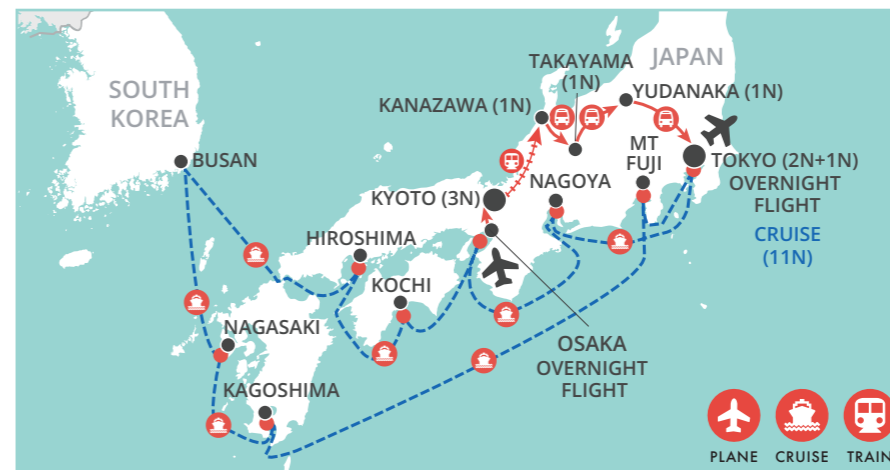 SOUTH
KOREA
JAPAN
TAKAYAMA
(1N)
KANAZAWA (1N)
YUDANAKA (1N)
BUSAN
MT
FUJI
TOKYO (2N+1N)
OVERNIGHT
FLIGHT
NAGOYA
KYOTO (3N)
CRUISE
(11N)
HIROSHIMA
KOCHI
NAGASAKI
OSAKA
OVERNIGHT
FLIGHT
KAGOSHIMA
PLANE
CRUISE
TRAIN